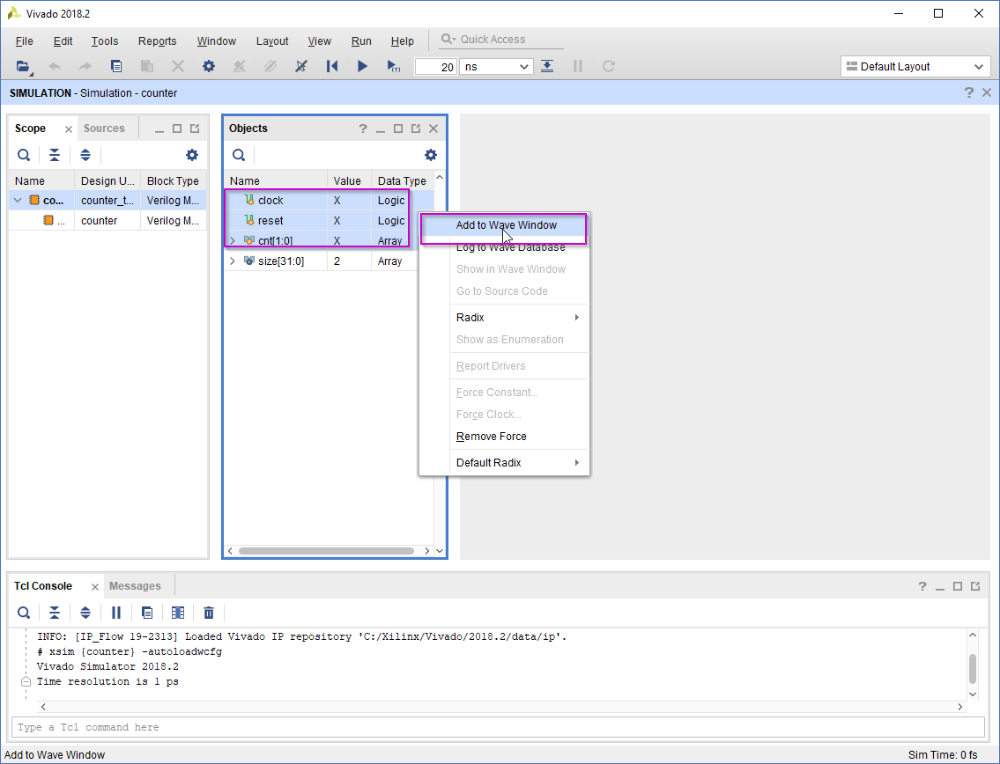 Vivado 2018.2
File Edit Tools Reports Window Layout View Run Help Quick Access
20 ns Default Layout
SIMULATION - Simulation - counter
Scope Sources
Name Design U... Block Type
co... counter_t... Verilog M...
... counter Verilog M...
Objects
Name Value Data Type
clock X Logic
reset X Logic
cnt[1:0] X Array
size[31:0] 2 Array
Add to Wave Window
Log to Wave Database
Show in Wave Window
Go to Source Code
Radix
Show as Enumeration
Report Drivers
Force Constant...
Force Clock...
Remove Force
Default Radix
Tcl Console Messages
INFO: [IP_Flow 19-2313] Loaded Vivado IP repository 'C:/Xilinx/Vivado/2018.2/data/ip'.
# xsim {counter} -autoloadwcfg
Vivado Simulator 2018.2
Time resolution is 1 ps
Type a Tcl command here
Add to Wave Window Sim Time: 0 fs